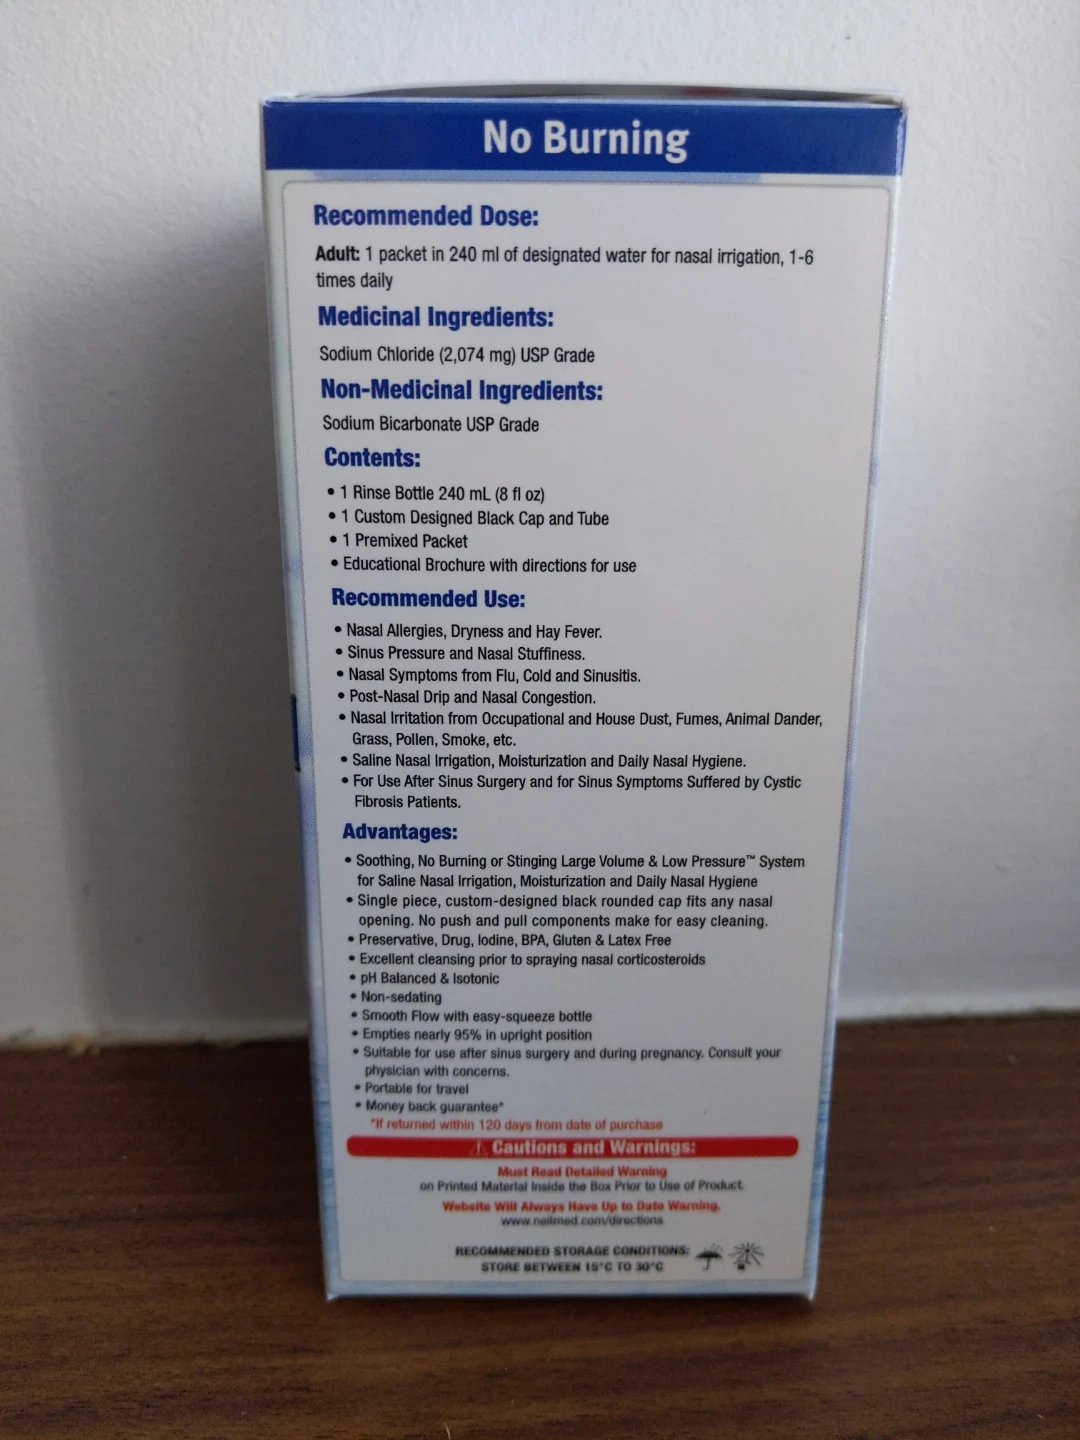 No Burning
Recommended Dose:
Adult: 1 packet in 240 ml of designated water for nasal irrigation, 1-6
times daily
Medicinal Ingredients:
Sodium Chloride (2,074 mg) USP Grade
Non-Medicinal Ingredients:
Sodium Bicarbonate USP Grade
Contents:
• 1 Rinse Bottle 240 mL (8 fl oz)
• 1 Custom Designed Black Cap and Tube
• 1 Premixed Packet
• Educational Brochure with directions for use
Recommended Use:
• Nasal Allergies, Dryness and Hay Fever.
• Sinus Pressure and Nasal Stuffiness.
• Nasal Symptoms from Flu, Cold and Sinusitis.
• Post-Nasal Drip and Nasal Congestion.
• Nasal Irritation from Occupational and House Dust, Fumes, Animal Dander,
Grass, Pollen, Smoke, etc.
• Saline Nasal Irrigation, Moisturization and Daily Nasal Hygiene.
• For Use After Sinus Surgery and for Sinus Symptoms Suffered by Cystic
Fibrosis Patients.
Advantages:
• Soothing, No Burning or Stinging Large Volume & Low Pressure™ System
for Saline Nasal Irrigation, Moisturization and Daily Nasal Hygiene
• Single piece, custom-designed black rounded cap fits any nasal
opening. No push and pull components make for easy cleaning.
• Preservative, Drug, Iodine, BPA, Gluten & Latex Free
• Excellent cleansing prior to spraying nasal corticosteroids
• pH Balanced & Isotonic
• Non-sedating
• Smooth Flow with easy-squeeze bottle
• Empties nearly 95% in upright position
• Suitable for use after sinus surgery and during pregnancy. Consult your
physician with concerns.
• Portable for travel
• Money back guarantee*
*If returned within 120 days from date of purchase
Cautions and Warnings:
Must Read Detailed Warning
on Printed Material Inside the Box Prior to Use of Product.
Website Will Always Have Up to Date Warning.
www.neilmed.com/directions
RECOMMENDED STORAGE CONDITIONS:
STORE BETWEEN 15°C TO 30°C